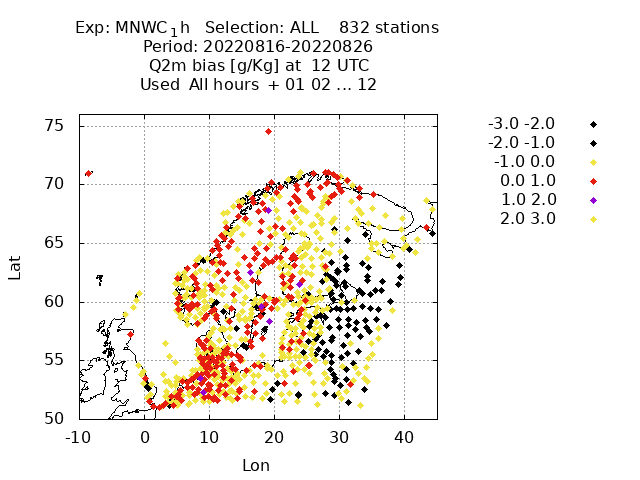 Exp: MNWC_1h Selection: ALL 832 stations
Period: 20220816-20220826
Q2m bias [g/Kg] at 12 UTC
Used All hours + 01 02 ... 12
-3.0 -2.0
-2.0 -1.0
-1.0 0.0
0.0 1.0
1.0 2.0
2.0 3.0
75
70
65
60
55
50
Lat
-10 0 10 20 30 40
Lon